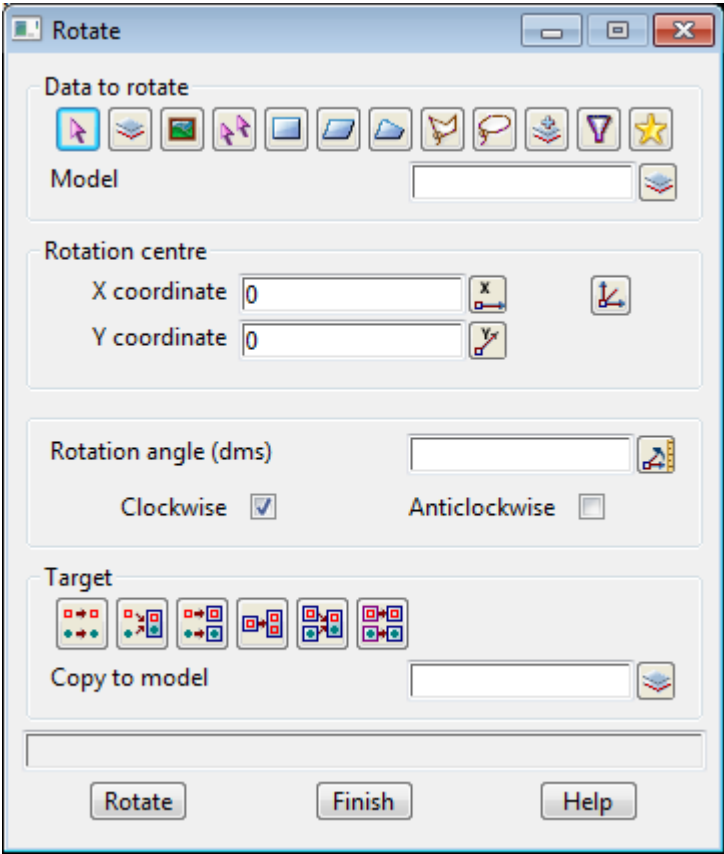 Rotate
Data to rotate
Model
Rotation centre
X coordinate 0 X
Y coordinate 0 Y
Rotation angle (dms)
Clockwise Anticlockwise
Target
Copy to model
Rotate Finish Help